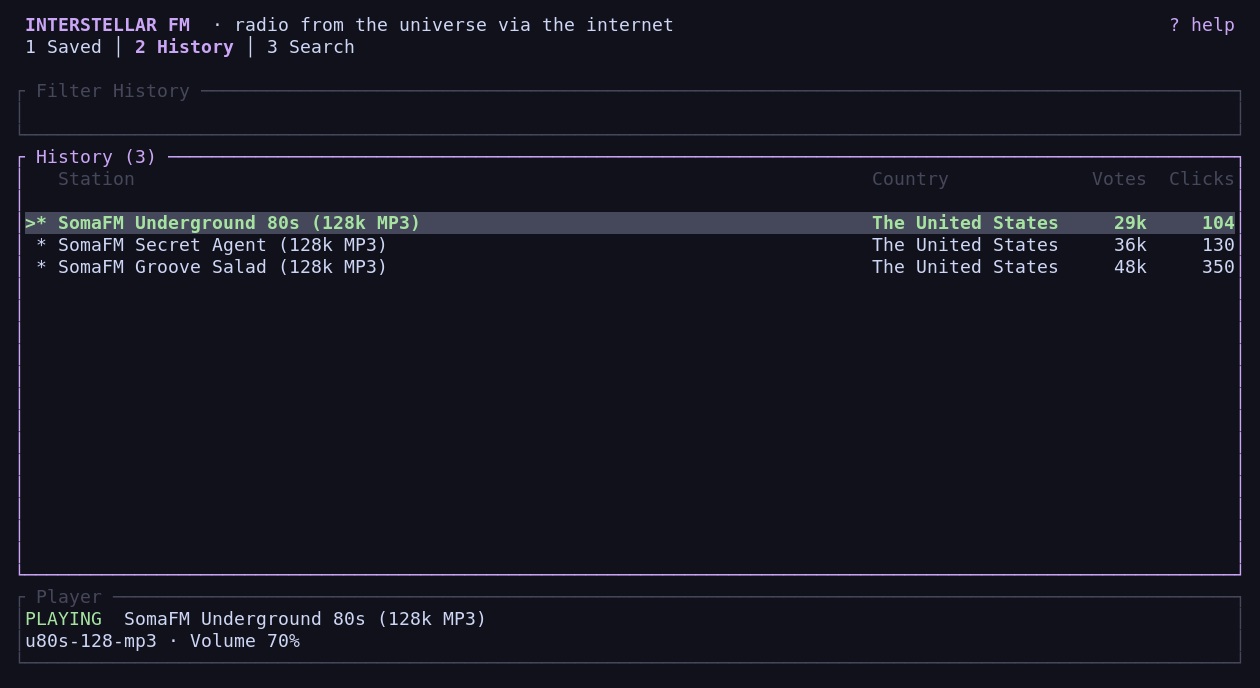 INTERSTELLAR FM · radio from the universe via the internet ? help
1 Saved │ 2 History │ 3 Search
Filter History
History (3)
Station Country Votes Clicks
>* SomaFM Underground 80s (128k MP3) The United States 29k 104
* SomaFM Secret Agent (128k MP3) The United States 36k 130
* SomaFM Groove Salad (128k MP3) The United States 48k 350
Player
PLAYING SomaFM Underground 80s (128k MP3)
u80s-128-mp3 · Volume 70%